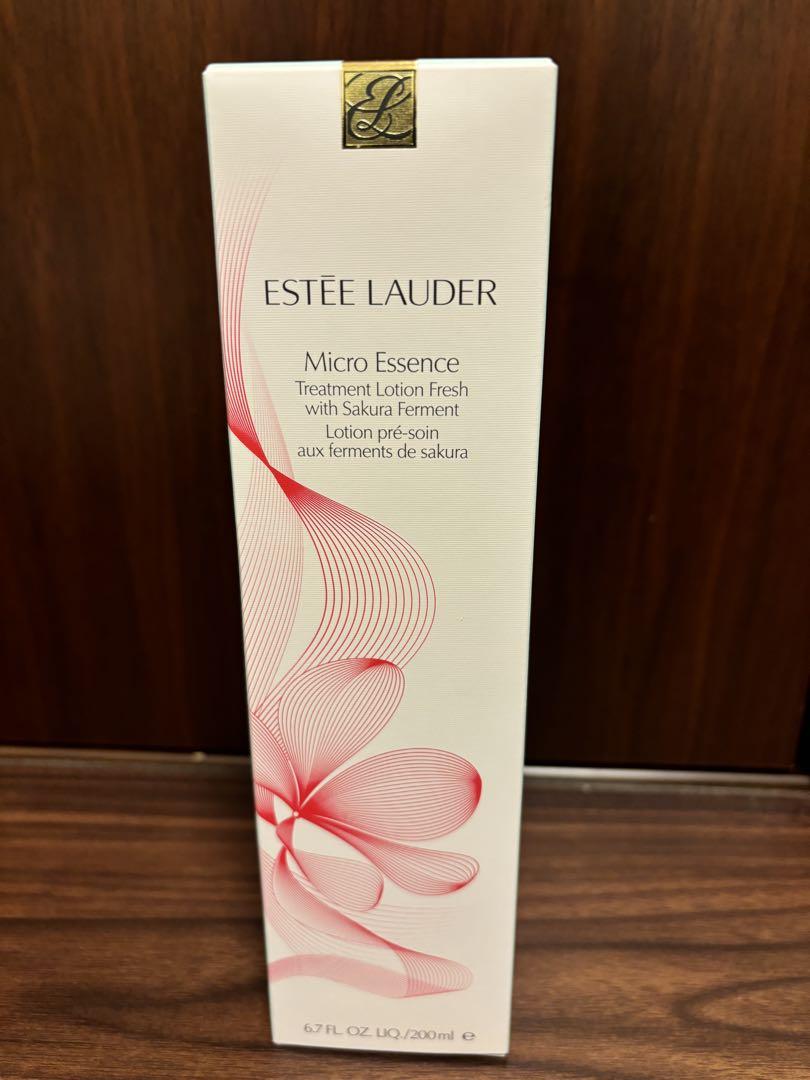 EL
ESTĒE LAUDER
Micro Essence
Treatment Lotion Fresh
with Sakura Ferment
Lotion pré-soin
aux ferments de sakura
6.7 FL. OZ. LIQ./200 ml e